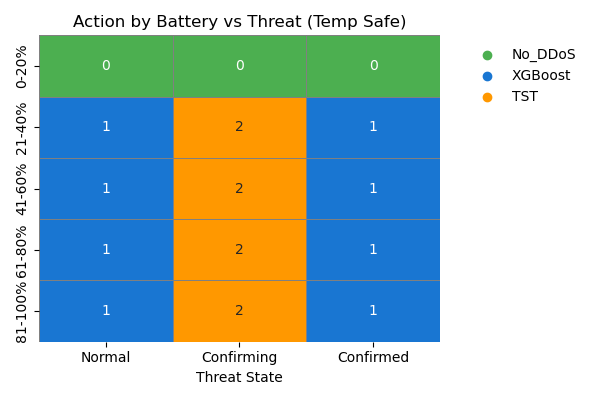 Action by Battery vs Threat (Temp Safe)
No_DDoS
XGBoost
TST
0-20% 0 0 0
21-40% 1 2 1
41-60% 1 2 1
61-80% 1 2 1
81-100% 1 2 1
Normal Confirming Confirmed
Threat State